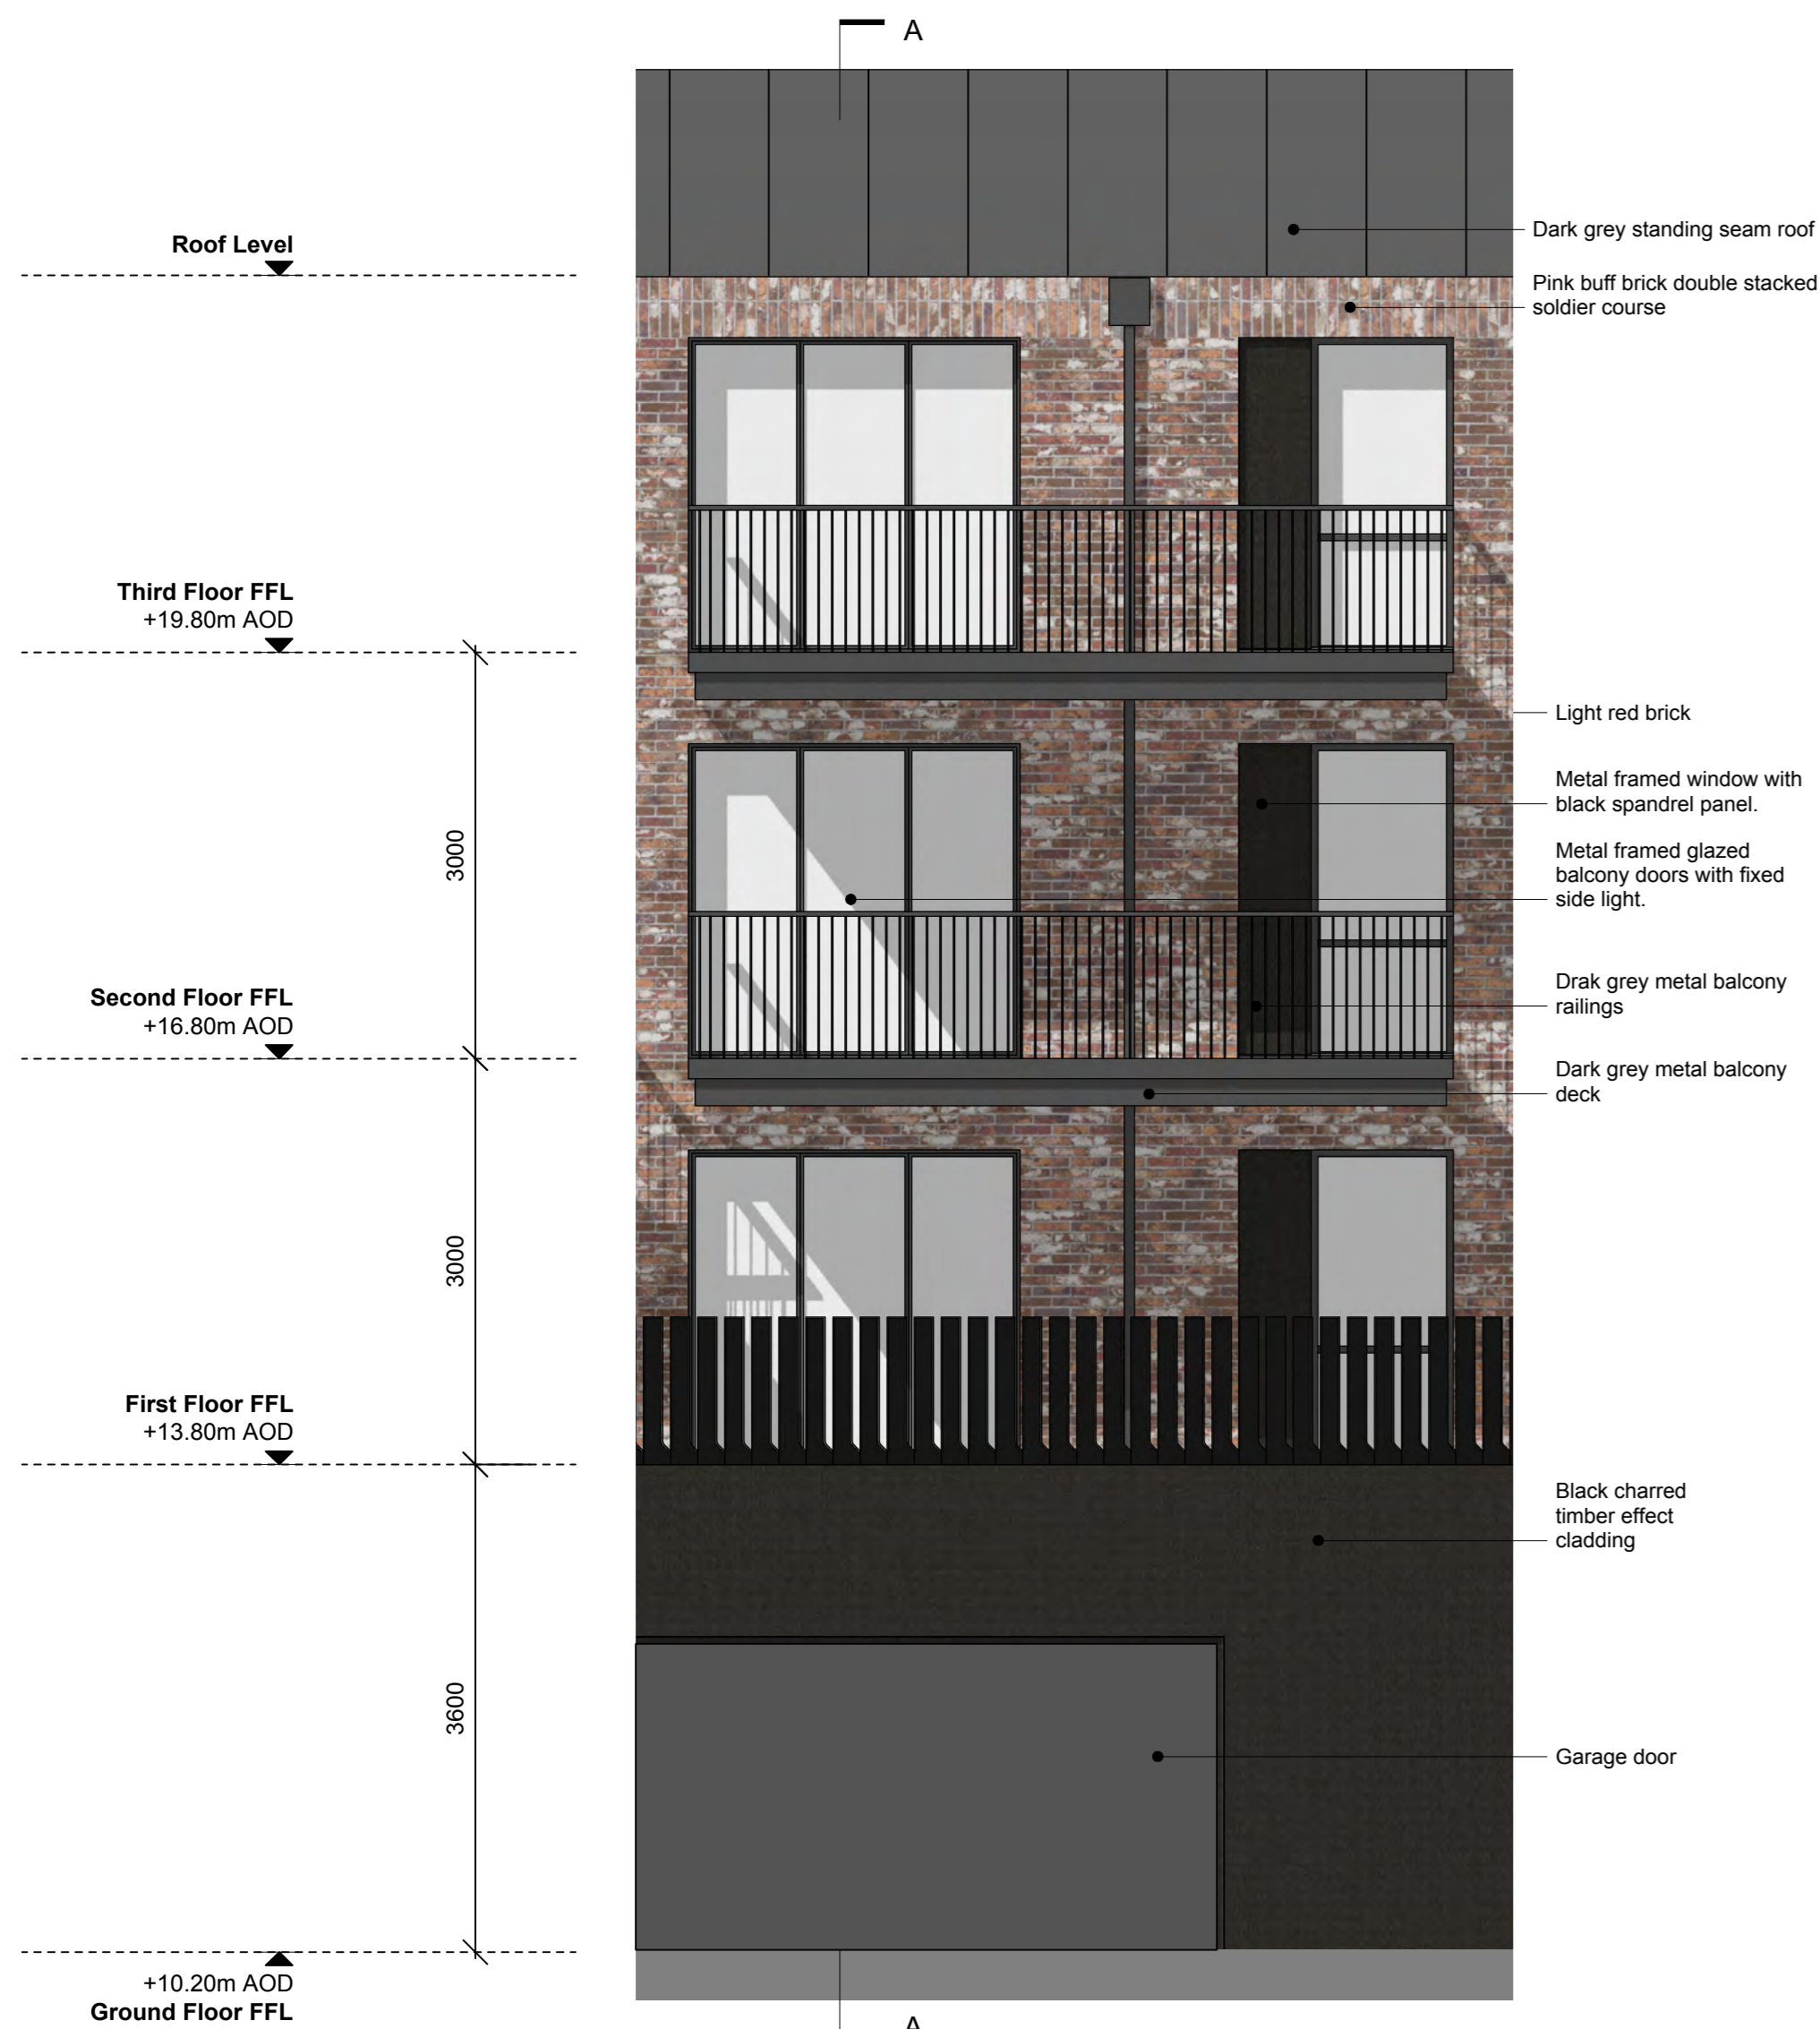 A
Roof Level
Dark grey standing seam roof
Pink buff brick double stacked
soldier course
Third Floor FFL
+19.80m AOD
Light red brick
Metal framed window with
black spandrel panel.
3000
Metal framed glazed
balcony doors with fixed
side light.
Second Floor FFL
+16.80m AOD
Drak grey metal balcony
railings
Dark grey metal balcony
deck
3000
First Floor FFL
+13.80m AOD
Black charred
timber effect
cladding
3600
Garage door
+10.20m AOD
Ground Floor FFL
A